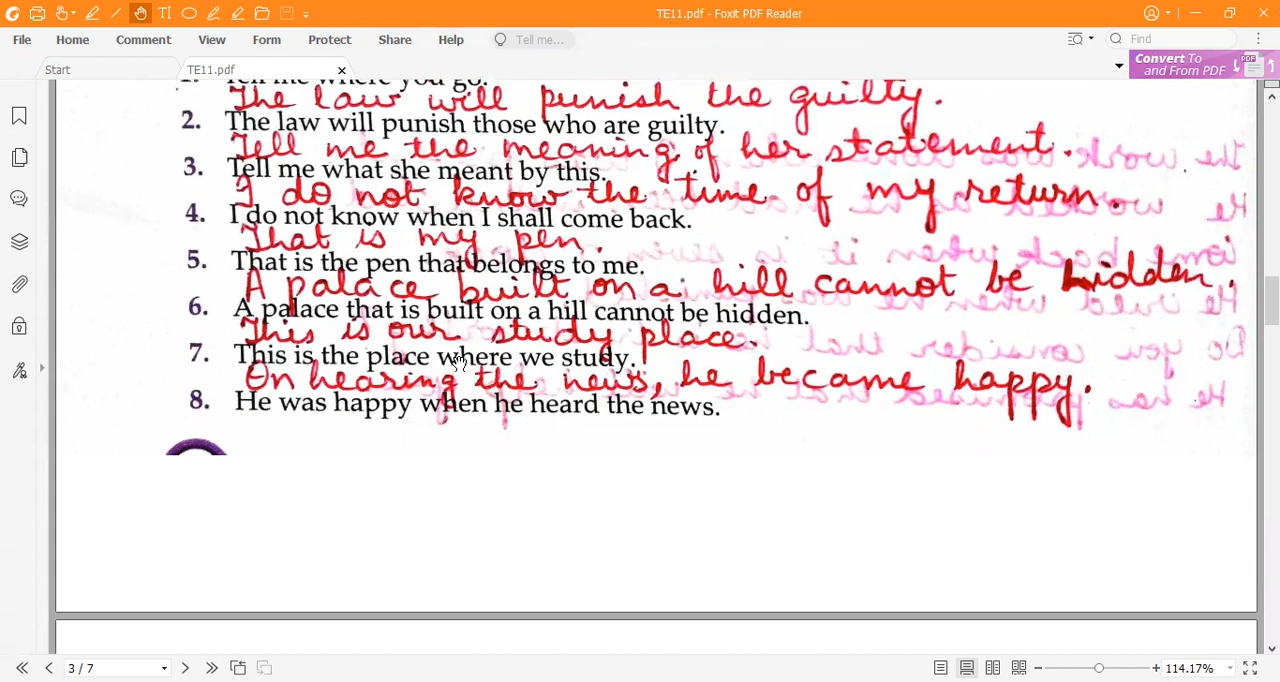 TE11.pdf - Foxit PDF Reader
File Home Comment View Form Protect Share Help Tell me... Find
Start TE11.pdf Convert To and From PDF PDF
1. Tell me where you go.
The law will punish the guilty.
2. The law will punish those who are guilty.
Tell me the meaning of her statement.
3. Tell me what she meant by this.
I do not know the time of my return.
4. I do not know when I shall come back.
That is my pen.
5. That is the pen that belongs to me.
A palace built on a hill cannot be hidden.
6. A palace that is built on a hill cannot be hidden.
This is our study place.
7. This is the place where we study.
On hearing the news, he became happy.
8. He was happy when he heard the news.
3 / 7 114.17%